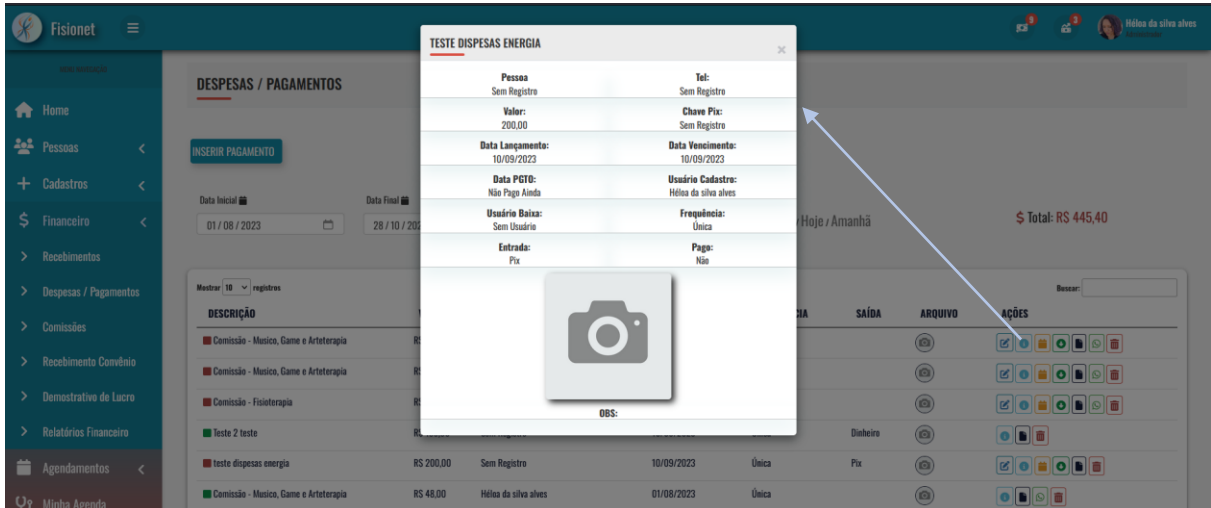 Fisionet
9
3
Héloa da silva alves
Administrador
MENU NAVEGAÇÃO
Home
Pessoas
Cadastros
Financeiro
Recebimentos
Despesas / Pagamentos
Comissões
Recebimento Convênio
Demostrativo de Lucro
Relatórios Financeiro
Agendamentos
Minha Agenda
DESPESAS / PAGAMENTOS
INSERIR PAGAMENTO
Data Inicial Data Final
01 / 08 / 2023 28 / 10 / 202
/ Hoje / Amanhã
$ Total: R$ 445,40
TESTE DISPESAS ENERGIA ×
Pessoa Tel:
Sem Registro Sem Registro
Valor: Chave Pix:
200,00 Sem Registro
Data Lançamento: Data Vencimento:
10/09/2023 10/09/2023
Data PGTO: Usuário Cadastro:
Não Pago Ainda Héloa da silva alves
Usuário Baixa: Frequência:
Sem Usuário Única
Entrada: Pago:
Pix Não
OBS:
Mostrar 10 registros Buscar:
DESCRIÇÃO SAÍDA ARQUIVO AÇÕES
Comissão - Musico, Game e Arteterapia
Comissão - Musico, Game e Arteterapia
Comissão - Fisioterapia
Teste 2 teste Dinheiro
teste dispesas energia R$ 200,00 Sem Registro 10/09/2023 Única Pix
Comissão - Musico, Game e Arteterapia R$ 48,00 Héloa da silva alves 01/08/2023 Única